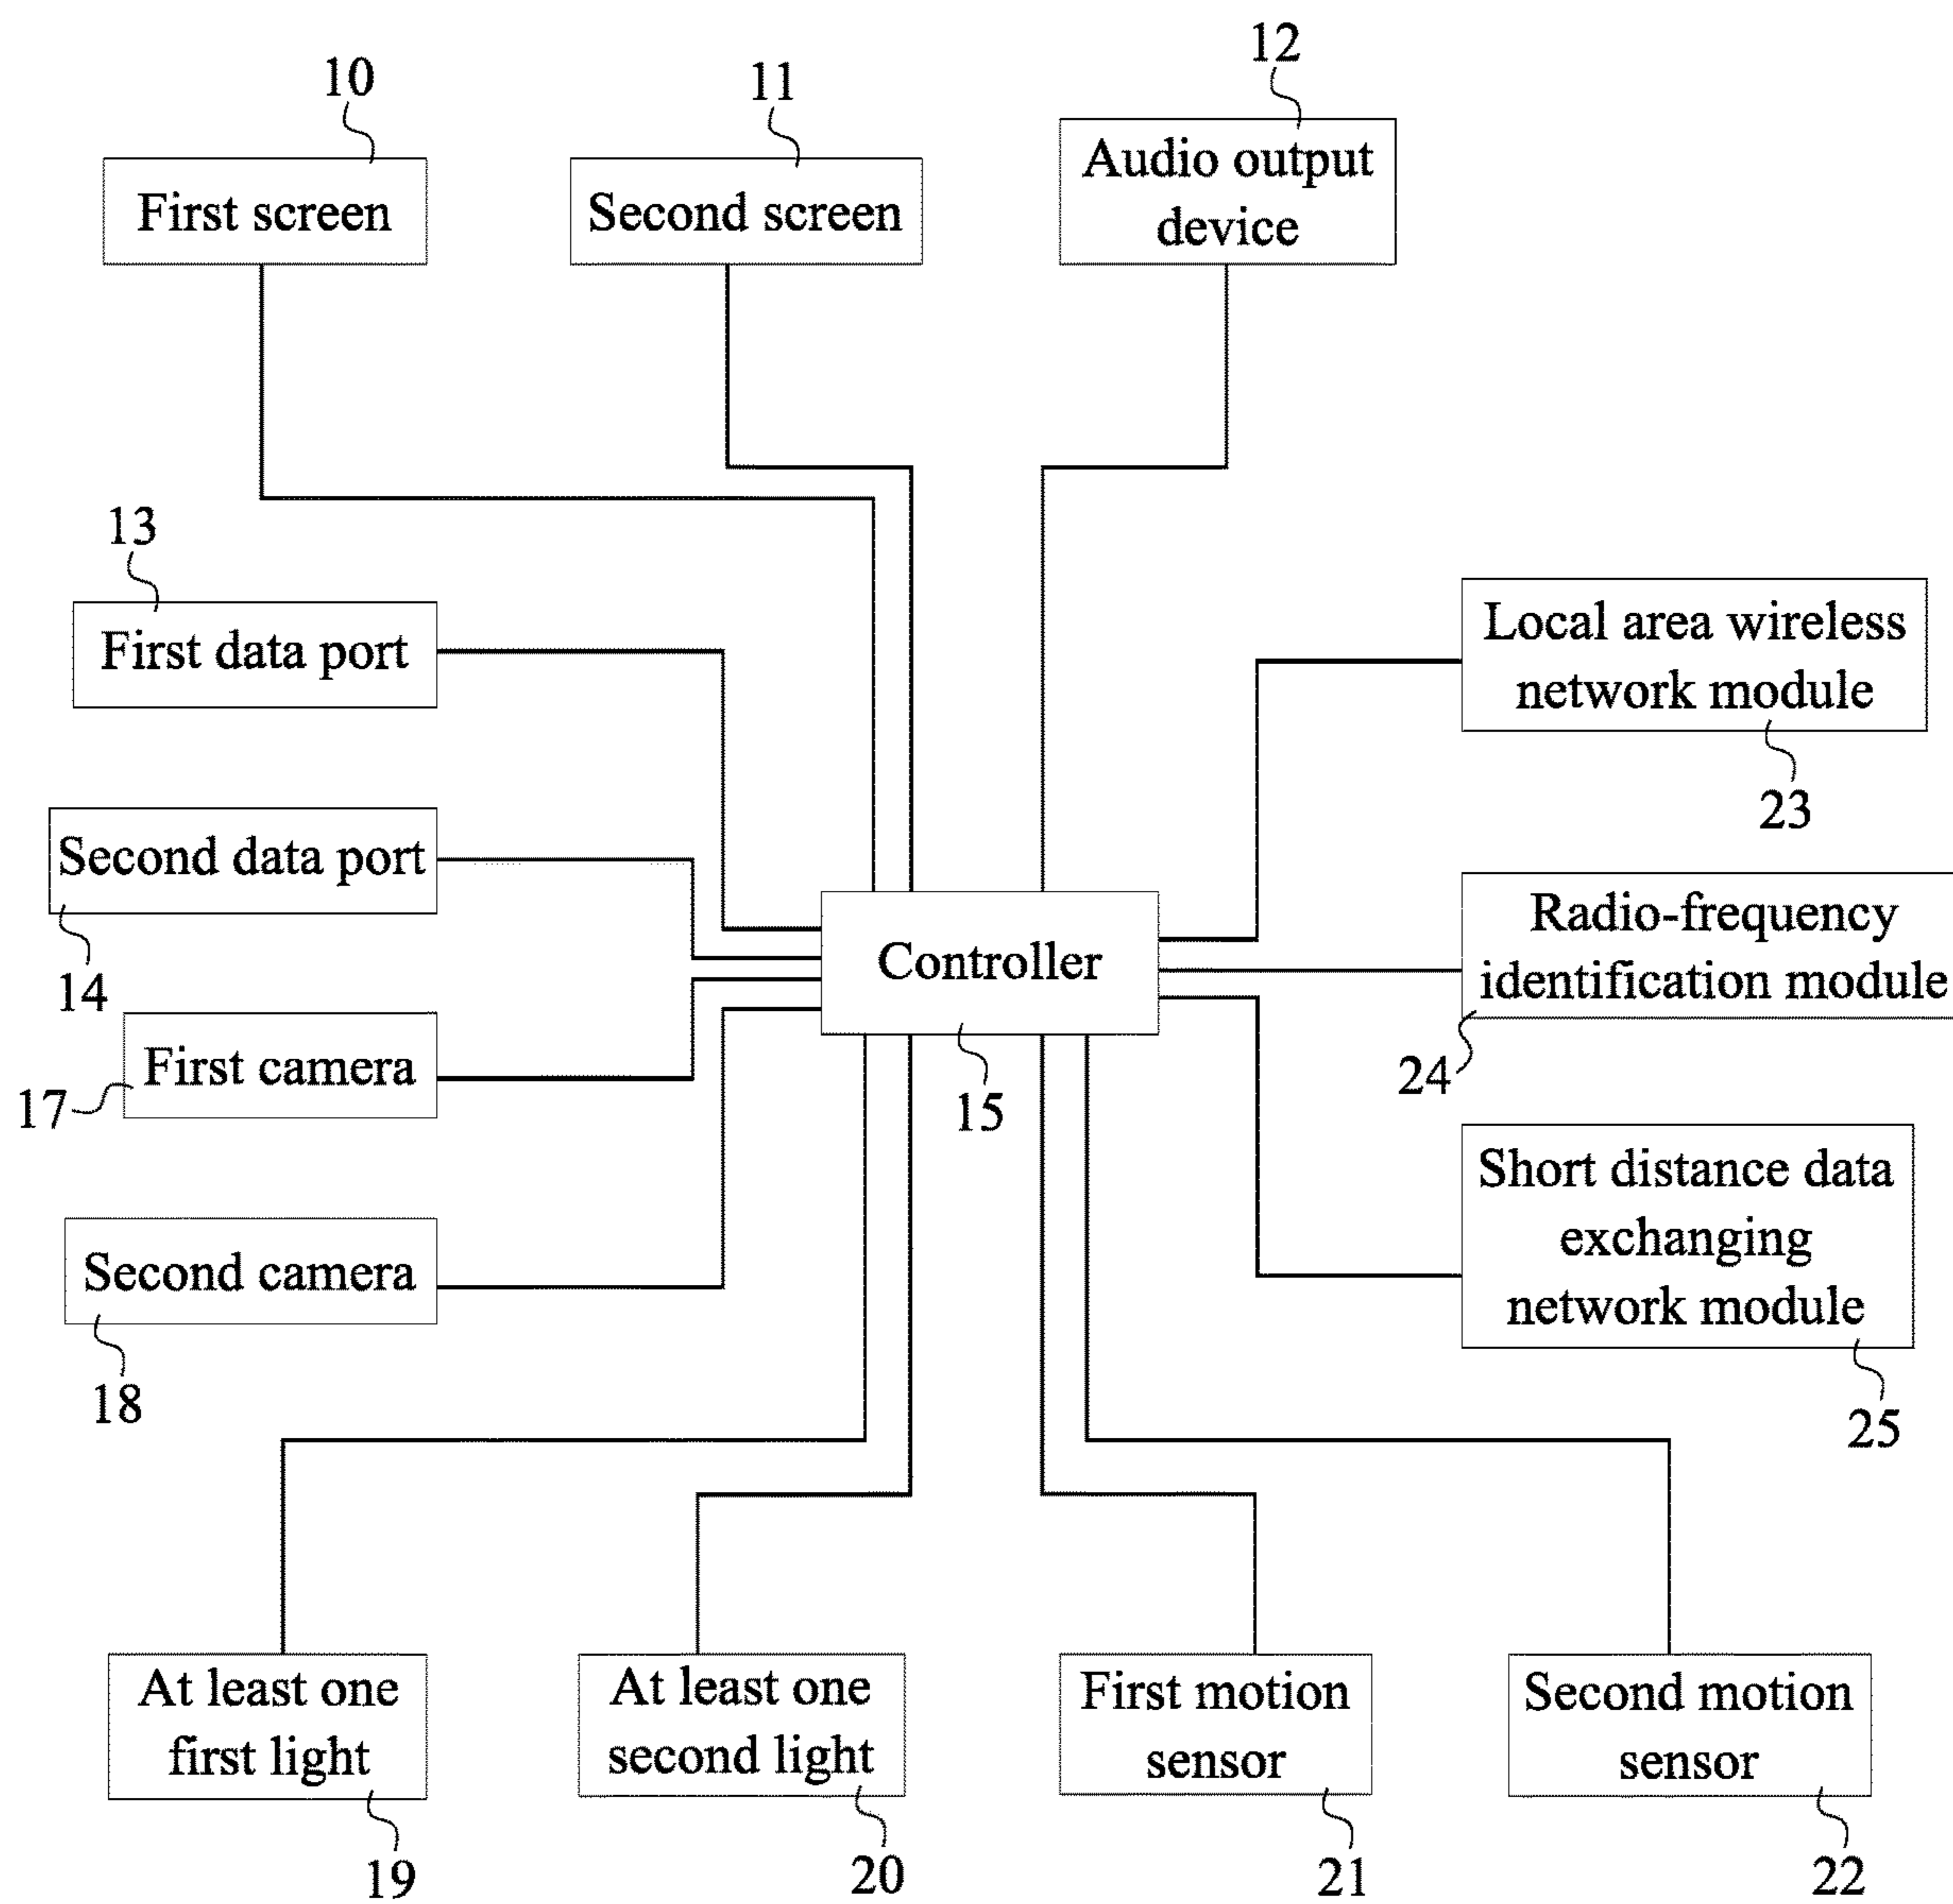 10
11
12
First screen
Second screen
Audio output
device
13
First data port
Local area wireless
network module
23
Second data port
14
Controller
15
Radio-frequency
identification module
24
First camera
17
Short distance data
exchanging
network module
25
Second camera
18
At least one
first light
19
At least one
second light
20
First motion
sensor
21
Second motion
sensor
22